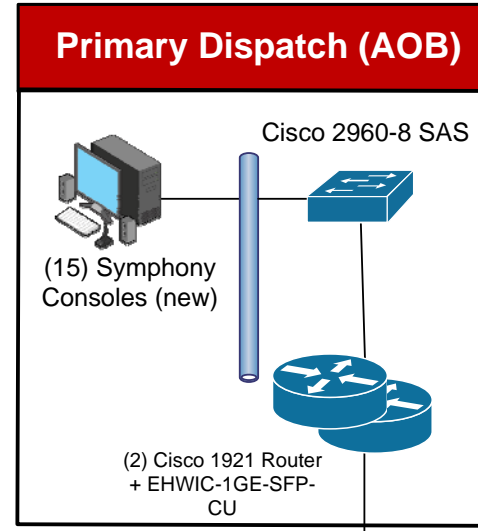 Primary Dispatch (AOB)
Cisco 2960-8 SAS
(15) Symphony
Consoles (new)
(2) Cisco 1921 Router
+ EHWIC-1GE-SFP-
CU